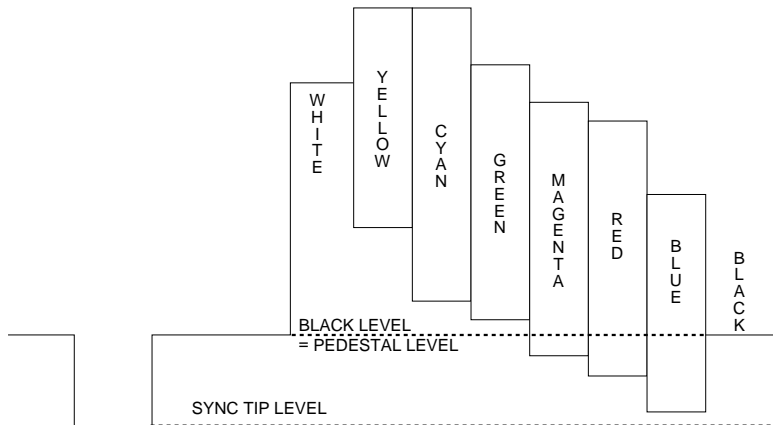 WHITE
YELLOW
CYAN
GREEN
MAGENTA
RED
BLUE
BLACK
BLACK LEVEL
= PEDESTAL LEVEL
SYNC TIP LEVEL